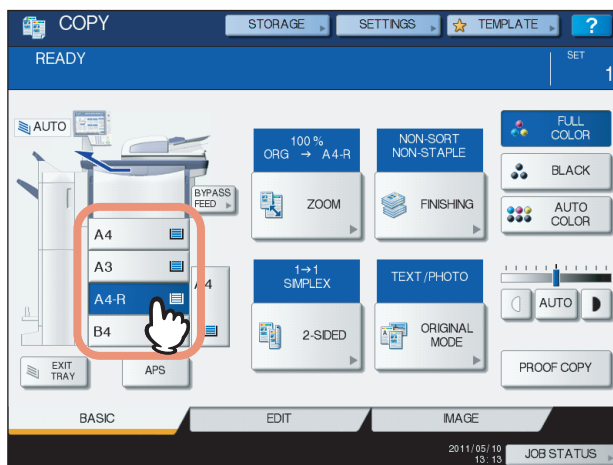 COPY
STORAGE
SETTINGS
TEMPLATE
?
READY
SET
1
AUTO
100 %
ORG → A4-R
NON-SORT
NON-STAPLE
FULL
COLOR
BYPASS
FEED
ZOOM
FINISHING
BLACK
AUTO
COLOR
A4
A3
A4-R
B4
A4
1→1
SIMPLEX
TEXT/PHOTO
AUTO
2-SIDED
ORIGINAL
MODE
EXIT
TRAY
APS
PROOF COPY
BASIC
EDIT
IMAGE
2011/05/10
13:13
JOB STATUS